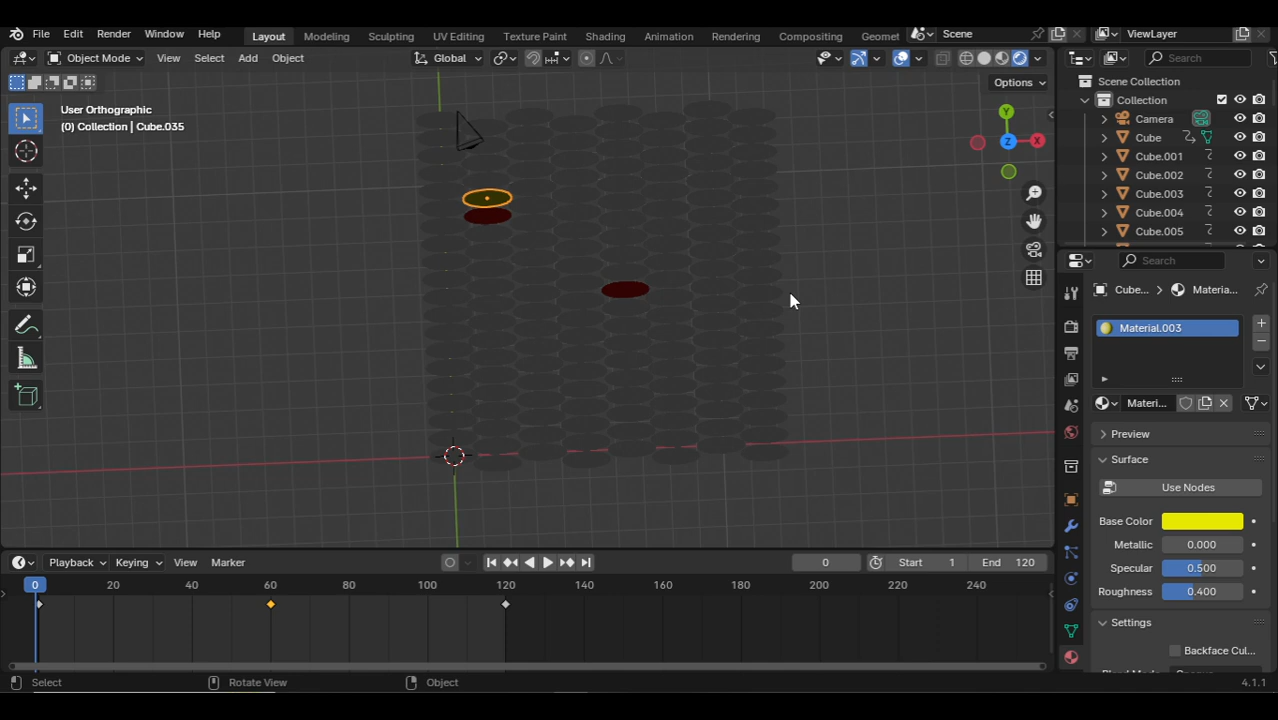 File Edit Render Window Help Layout Modeling Sculpting UV Editing Texture Paint Shading Animation Rendering Compositing Geomet Scene ViewLayer
Object Mode View Select Add Object Global Search
Options
User Orthographic
(0) Collection | Cube.035
Y
X
Z
Scene Collection
Collection
Camera
Cube
Cube.001
Cube.002
Cube.003
Cube.004
Cube.005
Search
Cube... > Materia...
Material.003
Materi...
Preview
Surface
Use Nodes
Base Color
Metallic 0.000
Specular 0.500
Roughness 0.400
Settings
Backface Cul...
Playback Keying View Marker 0 Start 1 End 120
0 20 40 60 80 100 120 140 160 180 200 220 240
Select Rotate View Object 4.1.1